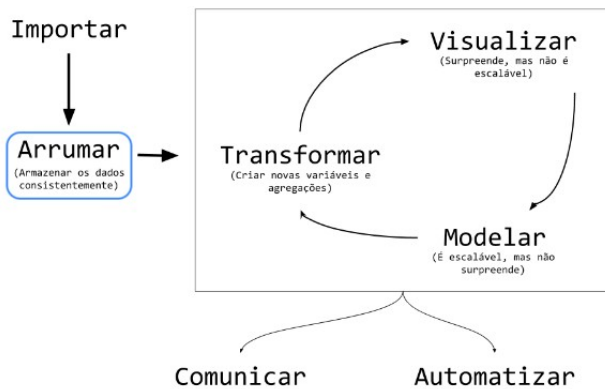 Importar
Arrumar
(Armazenar os dados
consistentemente)
Visualizar
(Surpreende, mas não é
escalável)
Transformar
(Criar novas variáveis e
agregações)
Modelar
(É escalável, mas não
surpreende)
Comunicar
Automatizar